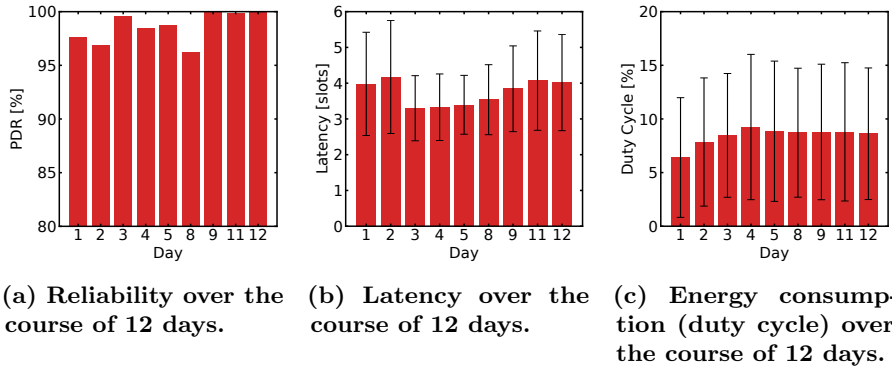 100
95
90
85
80
PDR [%]
1 2 3 4 5 8 9 11 12
Day
(a) Reliability over the
course of 12 days.
6
5
4
3
2
1
0
Latency [slots]
1 2 3 4 5 8 9 11 12
Day
(b) Latency over the
course of 12 days.
20
15
10
5
0
Duty Cycle [%]
1 2 3 4 5 8 9 11 12
Day
(c) Energy consump-
tion (duty cycle) over
the course of 12 days.